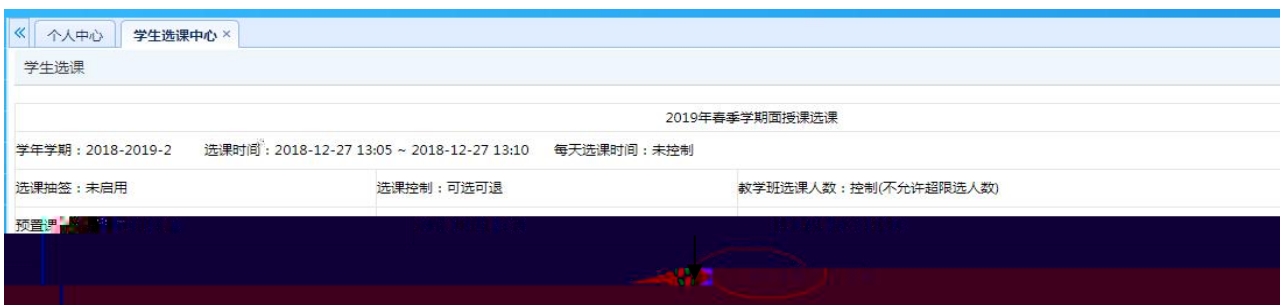 个人中心 学生选课中心 ×
学生选课
2019年春季学期面授课选课
学年学期：2018-2019-2 选课时间：2018-12-27 13:05 ~ 2018-12-27 13:10 每天选课时间：未控制
选课抽签：未启用 选课控制：可选可退 教学班选课人数：控制(不允许超限选人数)
预置课